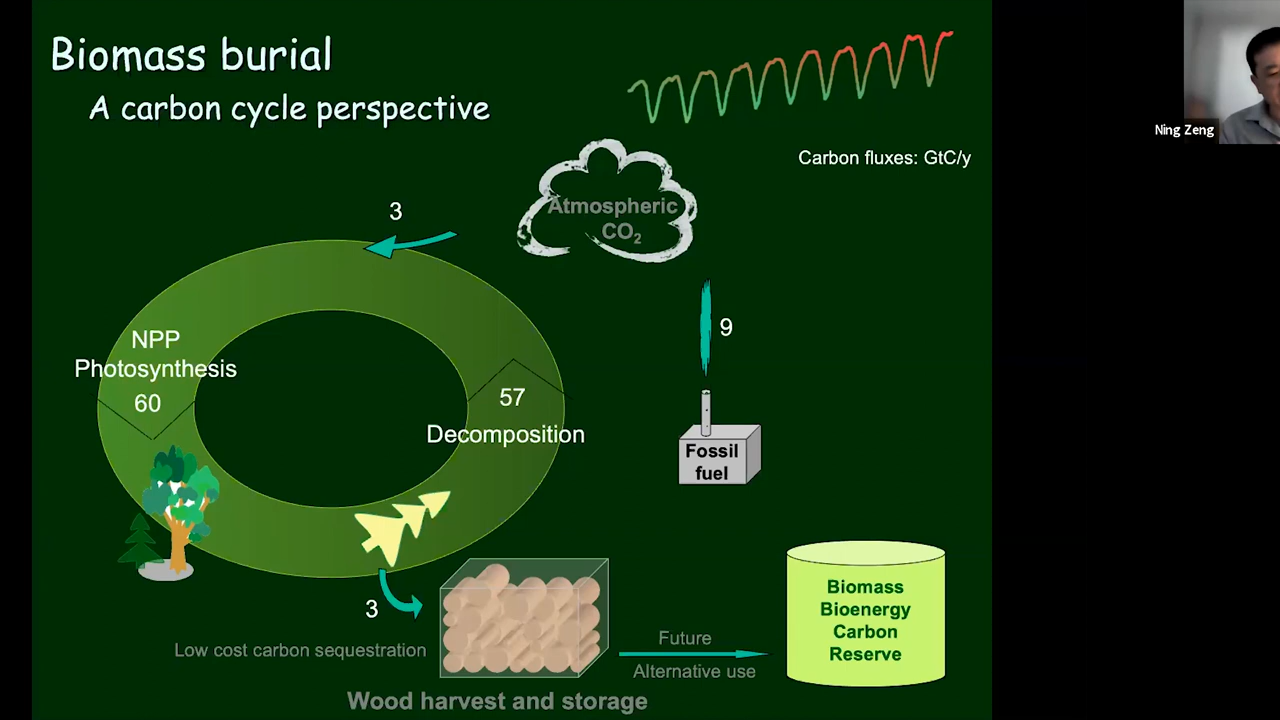 Biomass burial
A carbon cycle perspective
Ning Zeng
Carbon fluxes: GtC/y
Atmospheric
CO₂
3
NPP
Photosynthesis
60
57
Decomposition
9
Fossil
fuel
3
Low cost carbon sequestration
Wood harvest and storage
Future
Alternative use
Biomass
Bioenergy
Carbon
Reserve